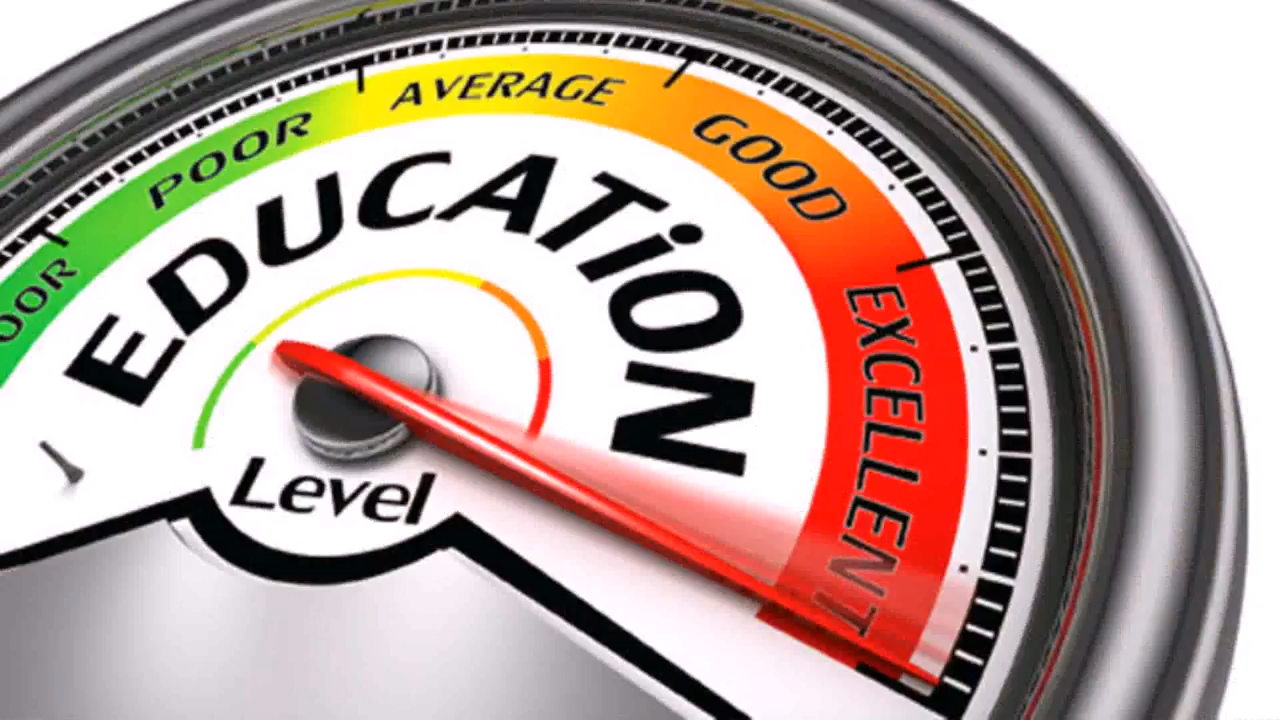 POOR
AVERAGE
GOOD
EXCELLENT
EDUCATiON
Level